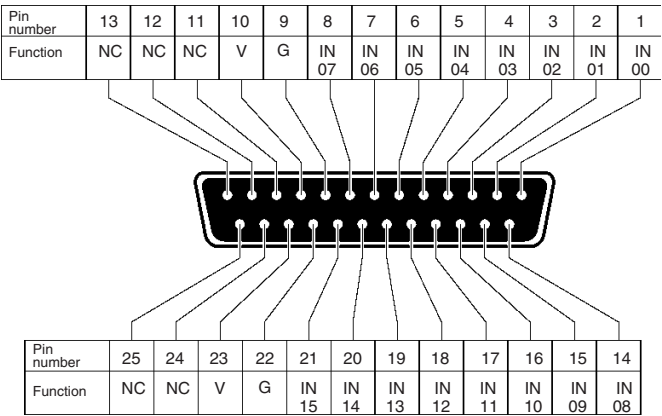 Pin number 13 12 11 10 9 8 7 6 5 4 3 2 1
Function NC NC NC V G IN 07 IN 06 IN 05 IN 04 IN 03 IN 02 IN 01 IN 00
Pin number 25 24 23 22 21 20 19 18 17 16 15 14
Function NC NC V G IN 15 IN 14 IN 13 IN 12 IN 11 IN 10 IN 09 IN 08